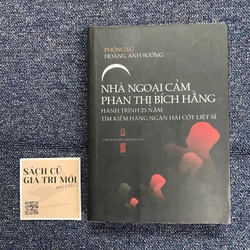 PHÓNG SỰ
HOÀNG ANH SƯỚNG
NHÀ NGOẠI CẢM
PHAN THỊ BÍCH HẰNG
HÀNH TRÌNH 25 NĂM
TÌM KIẾM HÀNG NGÀN HÀI CỐT LIỆT SĨ
SÁCH CŨ
GIÁ TRỊ MỚI